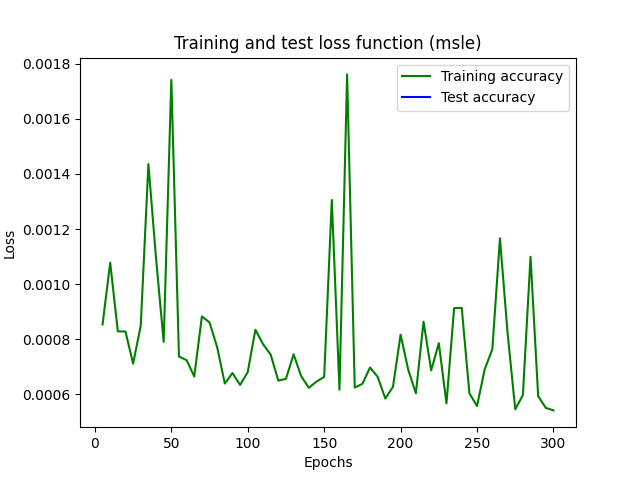 Training and test loss function (msle)
0.0018
0.0016
0.0014
0.0012
0.0010
0.0008
0.0006
Loss
Training accuracy
Test accuracy
0 50 100 150 200 250 300
Epochs